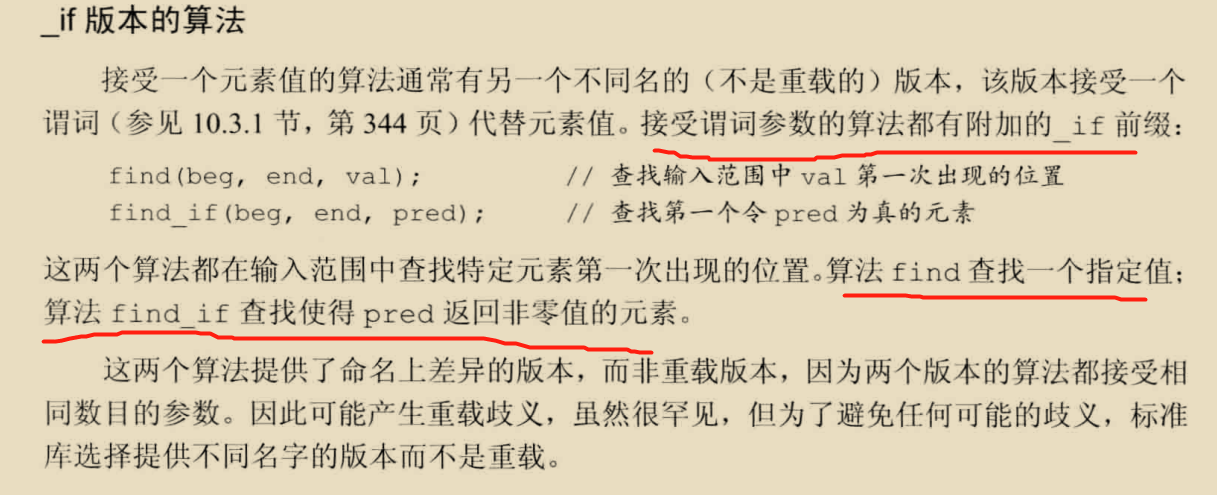 _if 版本的算法
接受一个元素值的算法通常有另一个不同名的（不是重载的）版本，该版本接受一个
谓词（参见 10.3.1 节，第 344 页）代替元素值。接受谓词参数的算法都有附加的_if 前缀：
find(beg, end, val); // 查找输入范围中 val 第一次出现的位置
find_if(beg, end, pred); // 查找第一个令 pred 为真的元素
这两个算法都在输入范围中查找特定元素第一次出现的位置。算法 find 查找一个指定值；
算法 find_if 查找使得 pred 返回非零值的元素。
这两个算法提供了命名上差异的版本，而非重载版本，因为两个版本的算法都接受相
同数目的参数。因此可能产生重载歧义，虽然很罕见，但为了避免任何可能的歧义，标准
库选择提供不同名字的版本而不是重载。